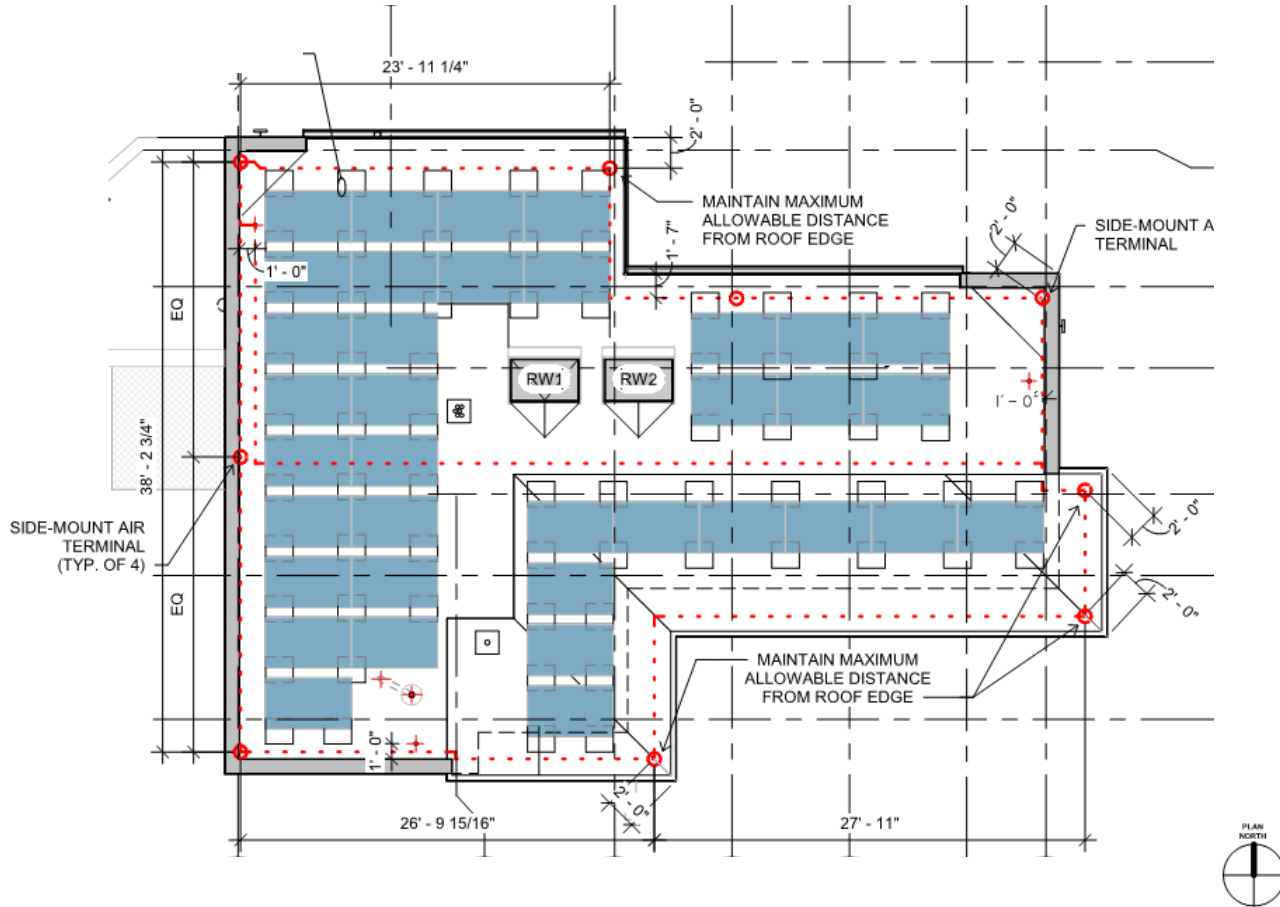 23' - 11 1/4"
2' - 0"
MAINTAIN MAXIMUM
ALLOWABLE DISTANCE
FROM ROOF EDGE
2' - 0"
SIDE-MOUNT A
TERMINAL
1' - 7"
1' - 0"
EQ
RW1
RW2
1' - 0"
38' - 2 3/4"
SIDE-MOUNT AIR
TERMINAL
(TYP. OF 4)
2' - 0"
2' - 0"
EQ
MAINTAIN MAXIMUM
ALLOWABLE DISTANCE
FROM ROOF EDGE
1' - 0"
2' - 0"
26' - 9 15/16"
27' - 11"
PLAN
NORTH